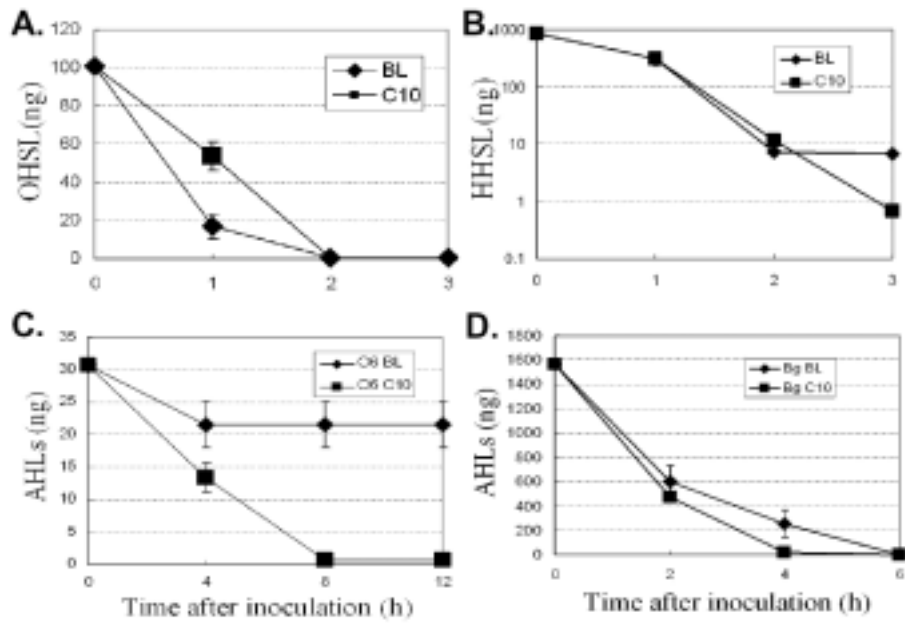 A.
120
100
80
60
40
20
0
OHSL (ng)
BL
C10
0 1 2 3
B.
1000
100
10
1
0.1
HHSL (ng)
BL
C10
0 1 2 3
C.
35
30
25
20
15
10
5
0
AHLs (ng)
O6 BL
O6 C10
0 4 8 12
Time after inoculation (h)
D.
1800
1600
1400
1200
1000
800
600
400
200
0
AHLs (ng)
Bg BL
Bg C10
0 2 4 6
Time after inoculation (h)